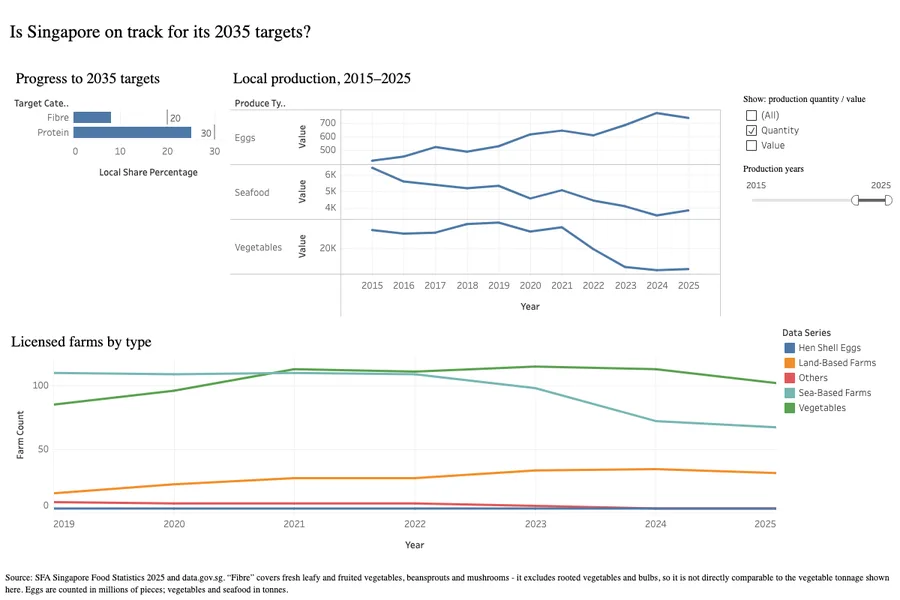 Is Singapore on track for its 2035 targets?
Progress to 2035 targets
Target Cate..
Fibre
20
Protein
30
0 10 20 30
Local Share Percentage
Local production, 2015–2025
Produce Ty..
Eggs
Value
700
600
500
Seafood
Value
6K
5K
4K
Vegetables
Value
20K
2015 2016 2017 2018 2019 2020 2021 2022 2023 2024 2025
Year
Show: production quantity / value
(All)
Quantity
Value
Production years
2015 2025
Licensed farms by type
Farm Count
100
50
0
2019 2020 2021 2022 2023 2024 2025
Year
Data Series
Hen Shell Eggs
Land-Based Farms
Others
Sea-Based Farms
Vegetables
Source: SFA Singapore Food Statistics 2025 and data.gov.sg. “Fibre” covers fresh leafy and fruited vegetables, beansprouts and mushrooms - it excludes rooted vegetables and bulbs, so it is not directly comparable to the vegetable tonnage shown
here. Eggs are counted in millions of pieces; vegetables and seafood in tonnes.